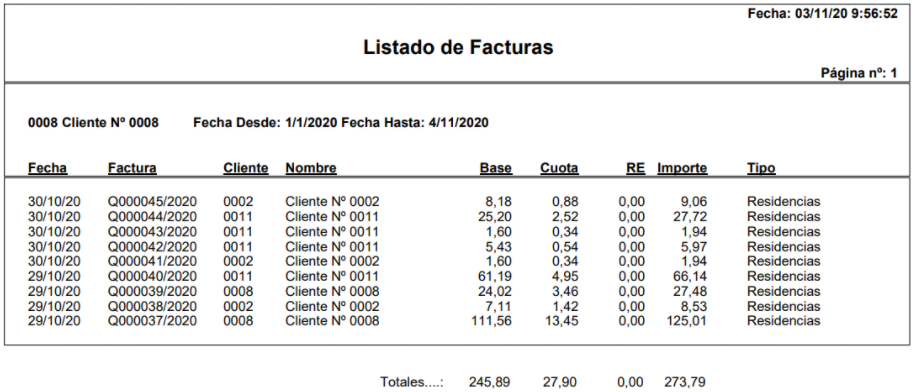 Fecha: 03/11/20 9:56:52
Listado de Facturas
Página nº: 1
0008 Cliente Nº 0008 Fecha Desde: 1/1/2020 Fecha Hasta: 4/11/2020
Fecha Factura Cliente Nombre Base Cuota RE Importe Tipo
30/10/20 Q000045/2020 0002 Cliente Nº 0002 8,18 0,88 0,00 9,06 Residencias
30/10/20 Q000044/2020 0011 Cliente Nº 0011 25,20 2,52 0,00 27,72 Residencias
30/10/20 Q000043/2020 0011 Cliente Nº 0011 1,60 0,34 0,00 1,94 Residencias
30/10/20 Q000042/2020 0011 Cliente Nº 0011 5,43 0,54 0,00 5,97 Residencias
30/10/20 Q000041/2020 0002 Cliente Nº 0002 1,60 0,34 0,00 1,94 Residencias
29/10/20 Q000040/2020 0011 Cliente Nº 0011 61,19 4,95 0,00 66,14 Residencias
29/10/20 Q000039/2020 0008 Cliente Nº 0008 24,02 3,46 0,00 27,48 Residencias
29/10/20 Q000038/2020 0002 Cliente Nº 0002 7,11 1,42 0,00 8,53 Residencias
29/10/20 Q000037/2020 0008 Cliente Nº 0008 111,56 13,45 0,00 125,01 Residencias
Totales....: 245,89 27,90 0,00 273,79